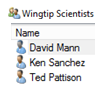 Wingtip Scientists
Name
David Mann
Ken Sanchez
Ted Pattison